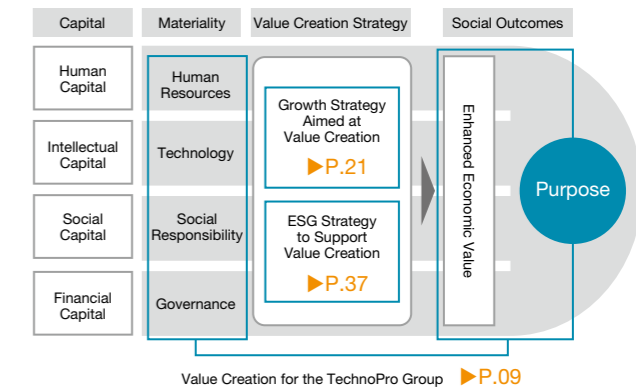 Capital
Materiality
Value Creation Strategy
Social Outcomes
Human
Capital
Intellectual
Capital
Social
Capital
Financial
Capital
Human
Resources
Technology
Social
Responsibility
Governance
Growth Strategy
Aimed at
Value Creation
▶P.21
ESG Strategy
to Support
Value Creation
▶P.37
Enhanced Economic Value
Purpose
Value Creation for the TechnoPro Group ▶P.09